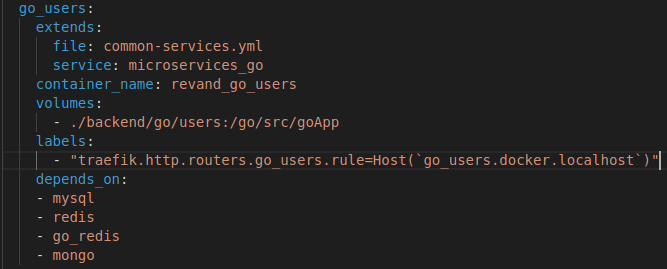 go_users:
  extends:
    file: common-services.yml
    service: microservices_go
  container_name: revand_go_users
  volumes:
    - ./backend/go/users:/go/src/goApp
  labels:
    - "traefik.http.routers.go_users.rule=Host(`go_users.docker.localhost`)"
  depends_on:
  - mysql
  - redis
  - go_redis
  - mongo